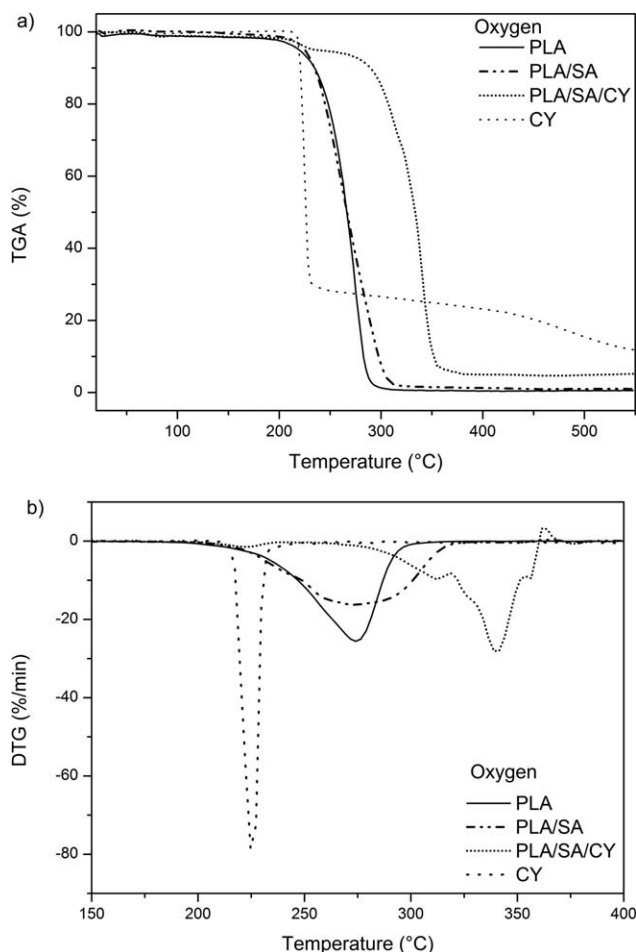 a)
Oxygen
PLA
PLA/SA
PLA/SA/CY
CY
100
80
60
40
20
0
TGA (%)
100 200 300 400 500
Temperature (°C)
b)
0
-20
-40
-60
-80
DTG (%/min)
Oxygen
PLA
PLA/SA
PLA/SA/CY
CY
150 200 250 300 350 400
Temperature (°C)